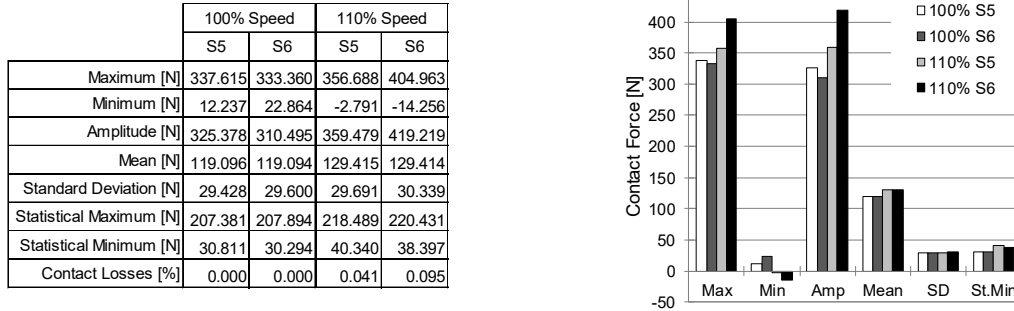 100% Speed 110% Speed
S5 S6 S5 S6
Maximum [N] 337.615 333.360 356.688 404.963
Minimum [N] 12.237 22.864 -2.791 -14.256
Amplitude [N] 325.378 310.495 359.479 419.219
Mean [N] 119.096 119.094 129.415 129.414
Standard Deviation [N] 29.428 29.600 29.691 30.339
Statistical Maximum [N] 207.381 207.894 218.489 220.431
Statistical Minimum [N] 30.811 30.294 40.340 38.397
Contact Losses [%] 0.000 0.000 0.041 0.095
Contact Force [N]
400
350
300
250
200
150
100
50
0
-50
Max Min Amp Mean SD St.Min
100% S5
100% S6
110% S5
110% S6